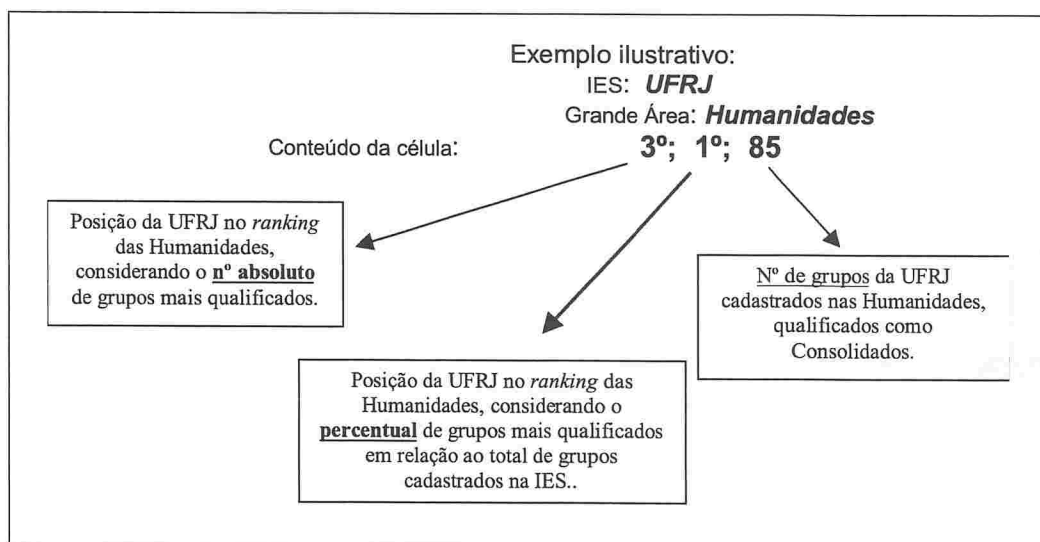 Exemplo ilustrativo:
IES: UFRJ
Grande Área: Humanidades
Conteúdo da célula:
3º; 1º; 85
Posição da UFRJ no ranking
das Humanidades,
considerando o nº absoluto
de grupos mais qualificados.
Nº de grupos da UFRJ
cadastrados nas Humanidades,
qualificados como
Consolidados.
Posição da UFRJ no ranking das
Humanidades, considerando o
percentual de grupos mais qualificados
em relação ao total de grupos
cadastrados na IES..